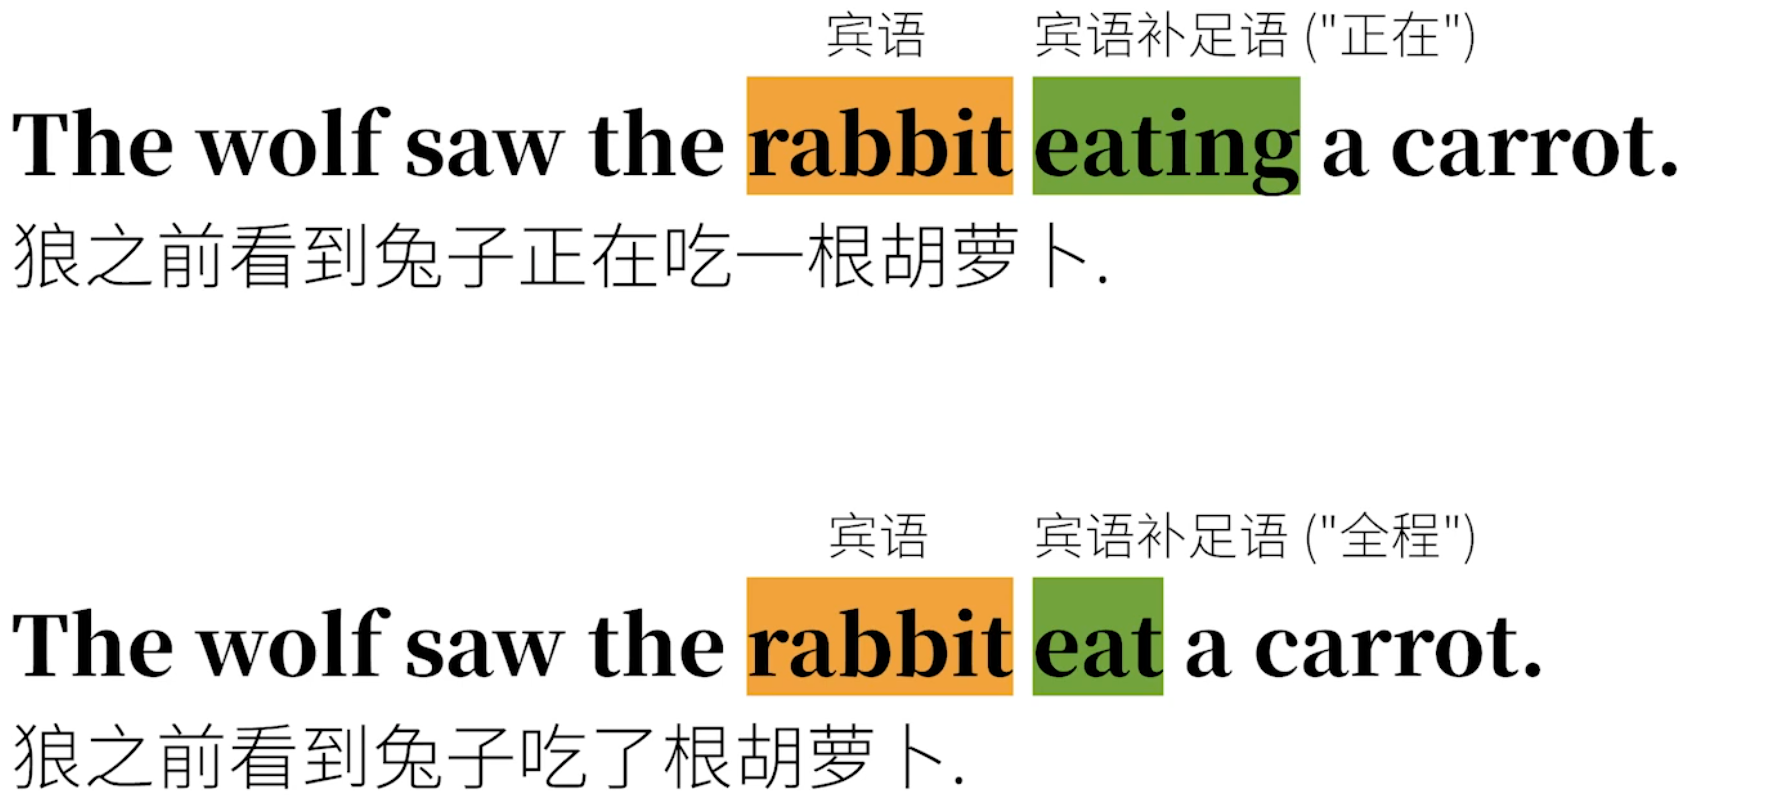 宾语 宾语补足语 ("正在")
The wolf saw the rabbit eating a carrot.
狼之前看到兔子正在吃一根胡萝卜.
宾语 宾语补足语 ("全程")
The wolf saw the rabbit eat a carrot.
狼之前看到兔子吃了根胡萝卜.